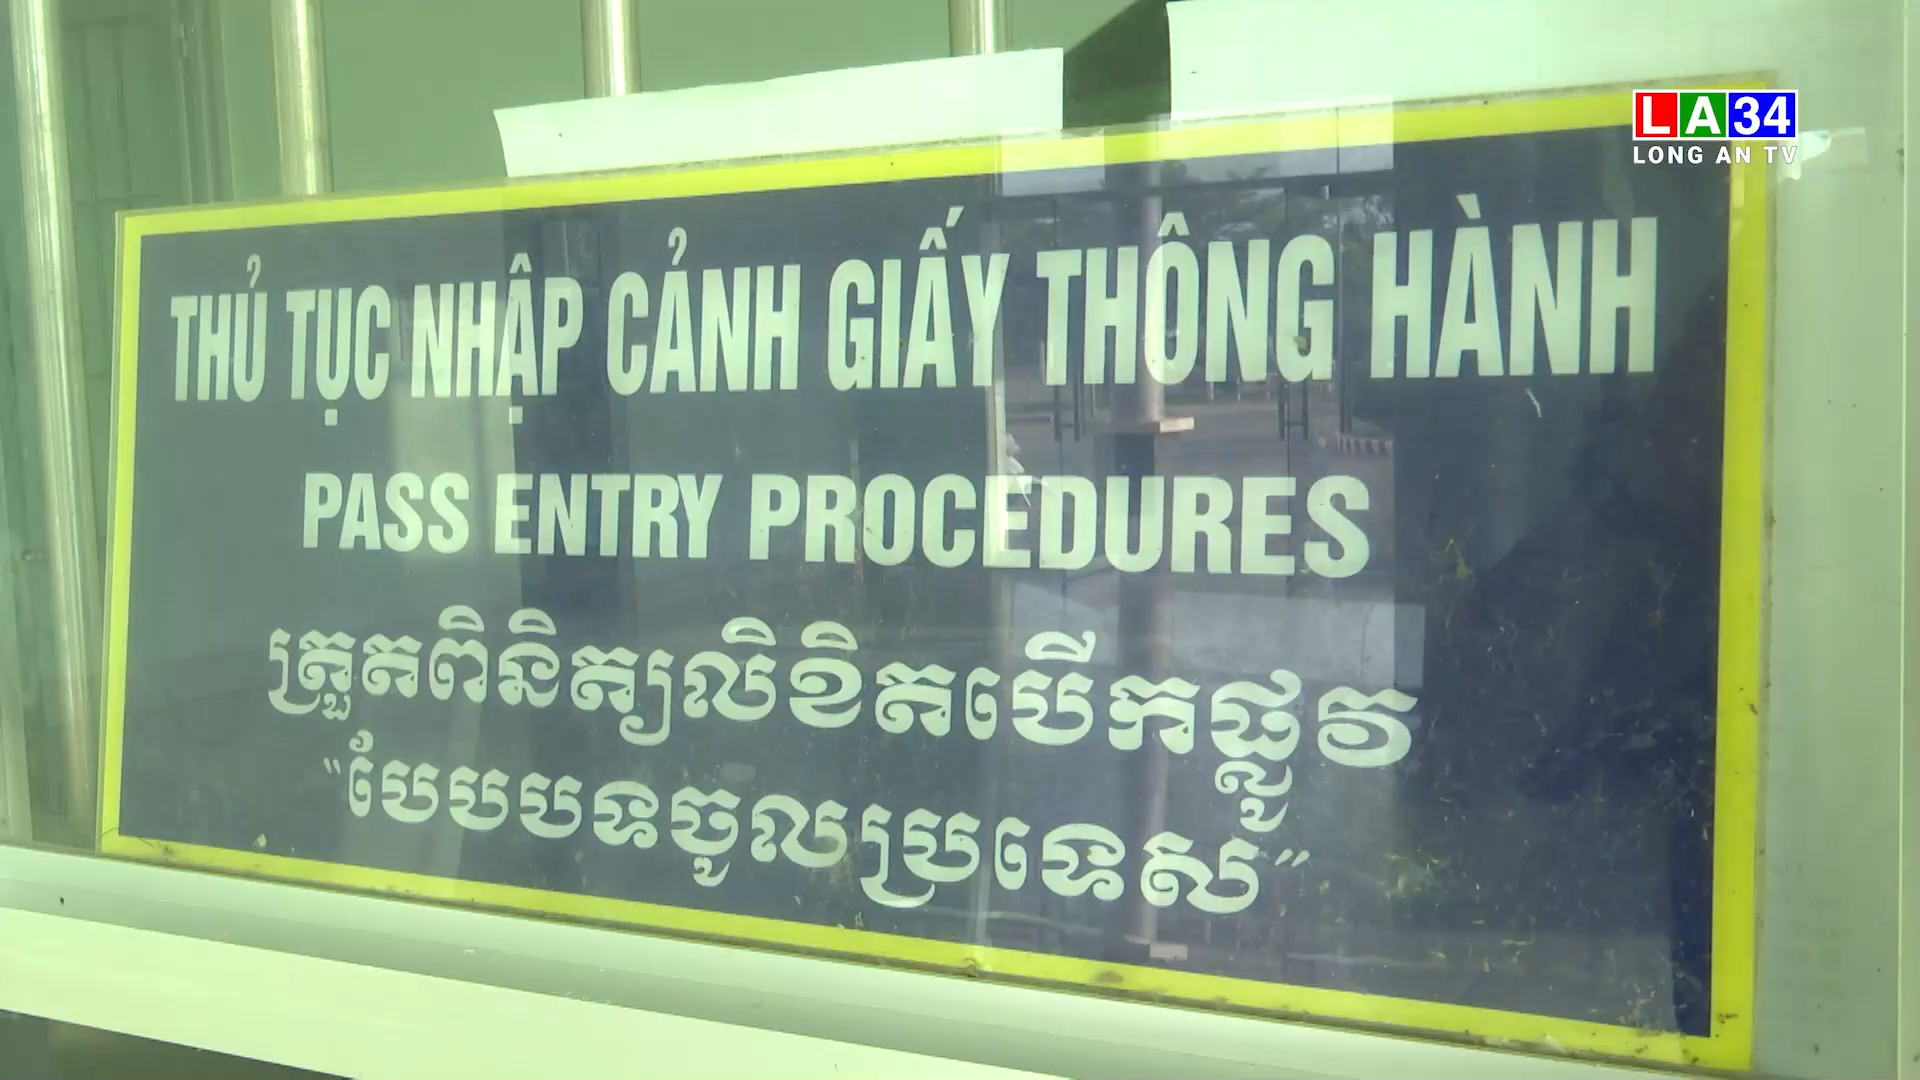 LA34
LONG AN TV
THỦ TỤC NHẬP CẢNH GIẤY THÔNG HÀNH
PASS ENTRY PROCEDURES
ត្រួតពិនិត្យលិខិតបើកផ្លូវ
"បែបបទចូលប្រទេស"